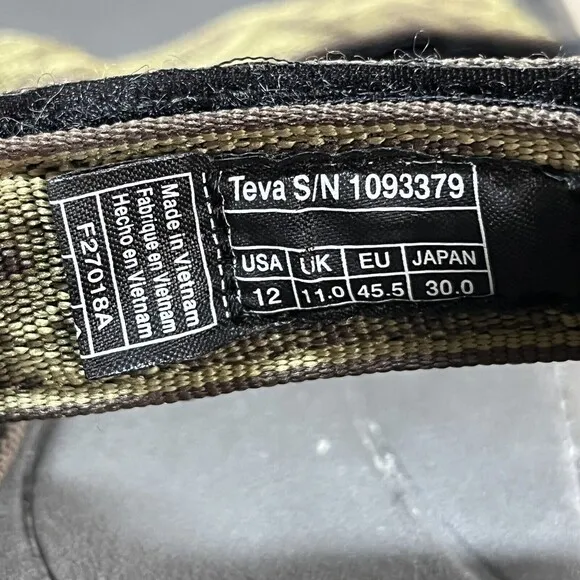 Teva S/N 1093379
USA UK EU JAPAN
12 11.0 45.5 30.0
Made in Vietnam
Fabrique en Vietnam
Hecho en Vietnam
F27018A